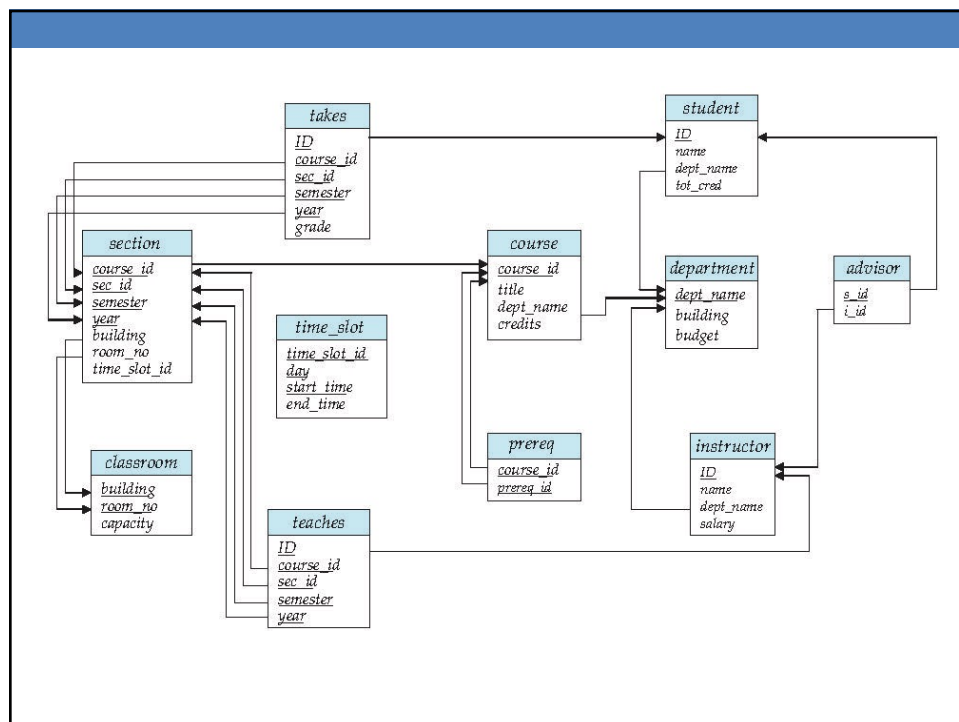 takes
ID
course_id
sec_id
semester
year
grade
student
ID
name
dept_name
tot_cred
section
course_id
sec_id
semester
year
building
room_no
time_slot_id
course
course_id
title
dept_name
credits
department
dept_name
building
budget
advisor
s_id
i_id
time_slot
time_slot_id
day
start_time
end_time
classroom
building
room_no
capacity
prereq
course_id
prereq_id
instructor
ID
name
dept_name
salary
teaches
ID
course_id
sec_id
semester
year